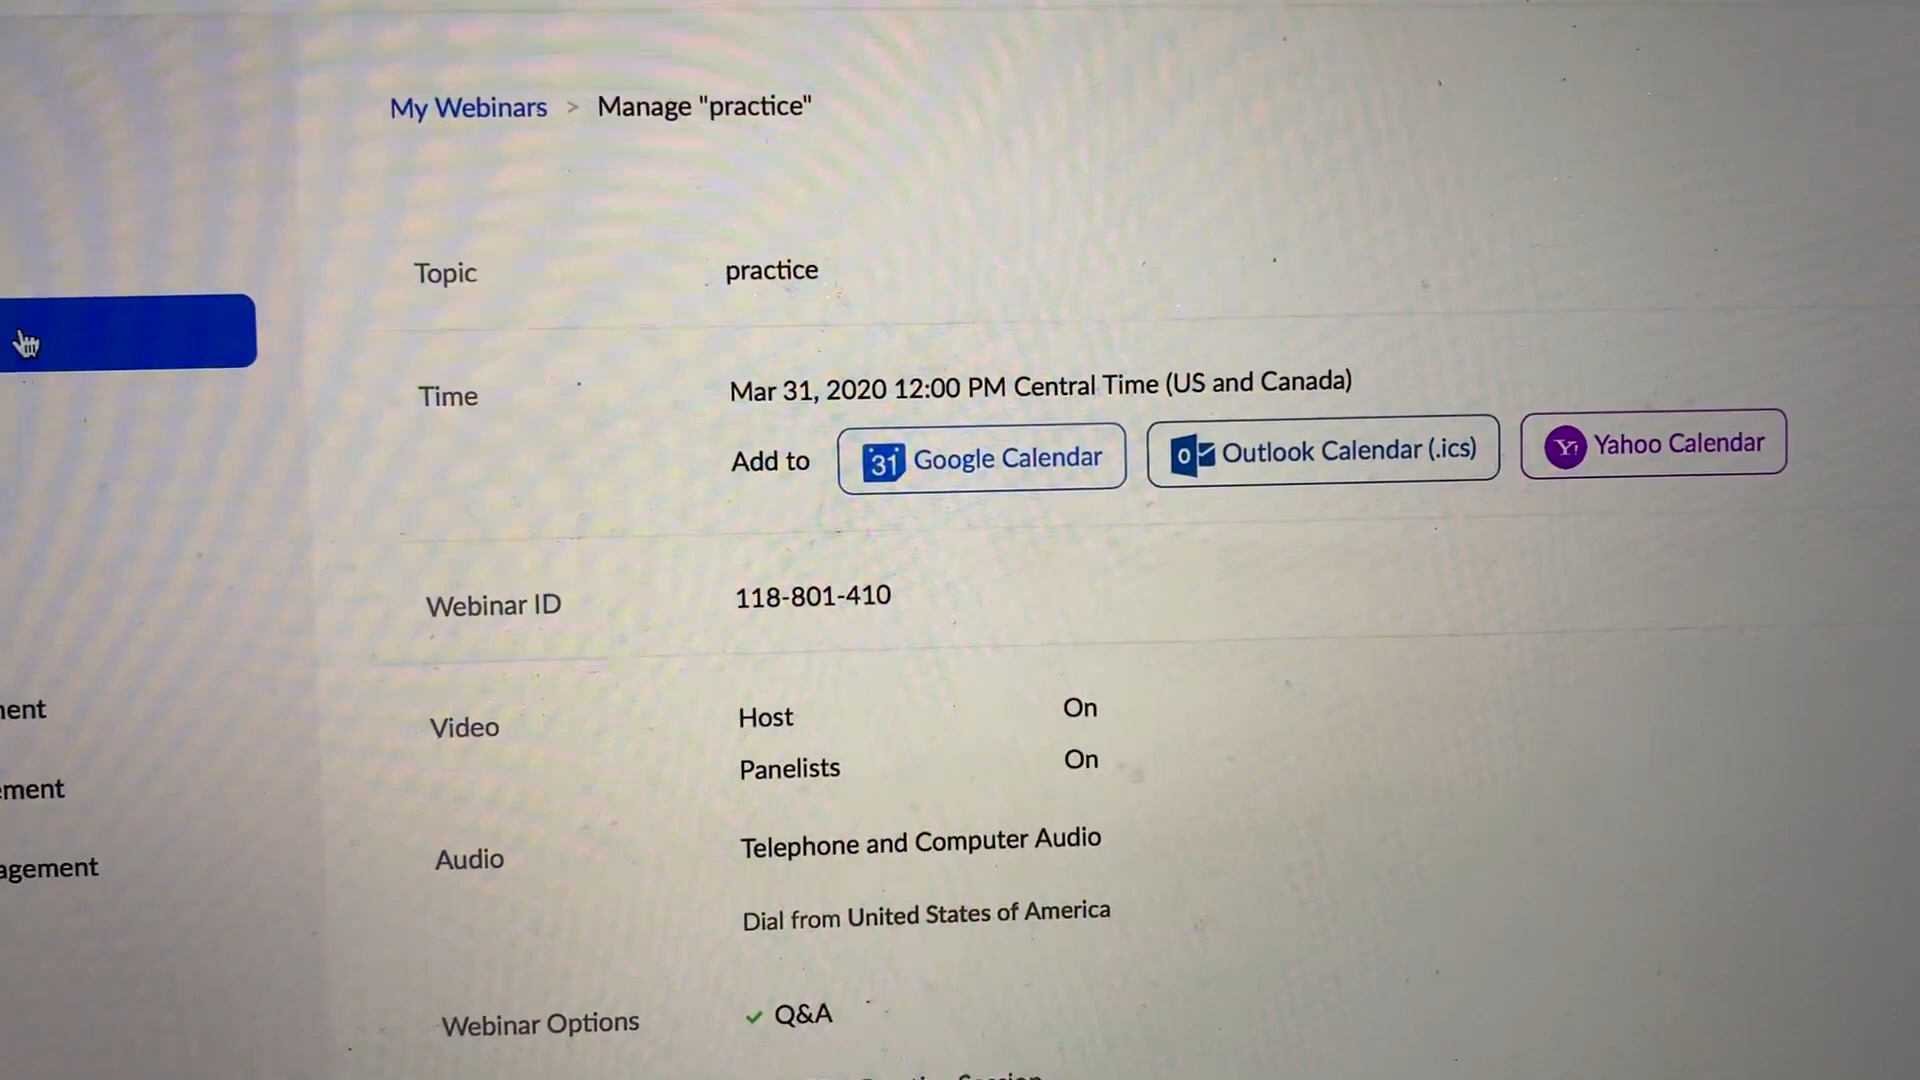 My Webinars > Manage "practice"
Topic practice
Time Mar 31, 2020 12:00 PM Central Time (US and Canada)
Add to 31 Google Calendar Outlook Calendar (.ics) Y! Yahoo Calendar
Webinar ID 118-801-410
Video Host On
Panelists On
Audio Telephone and Computer Audio
Dial from United States of America
Webinar Options ✓ Q&A
agement